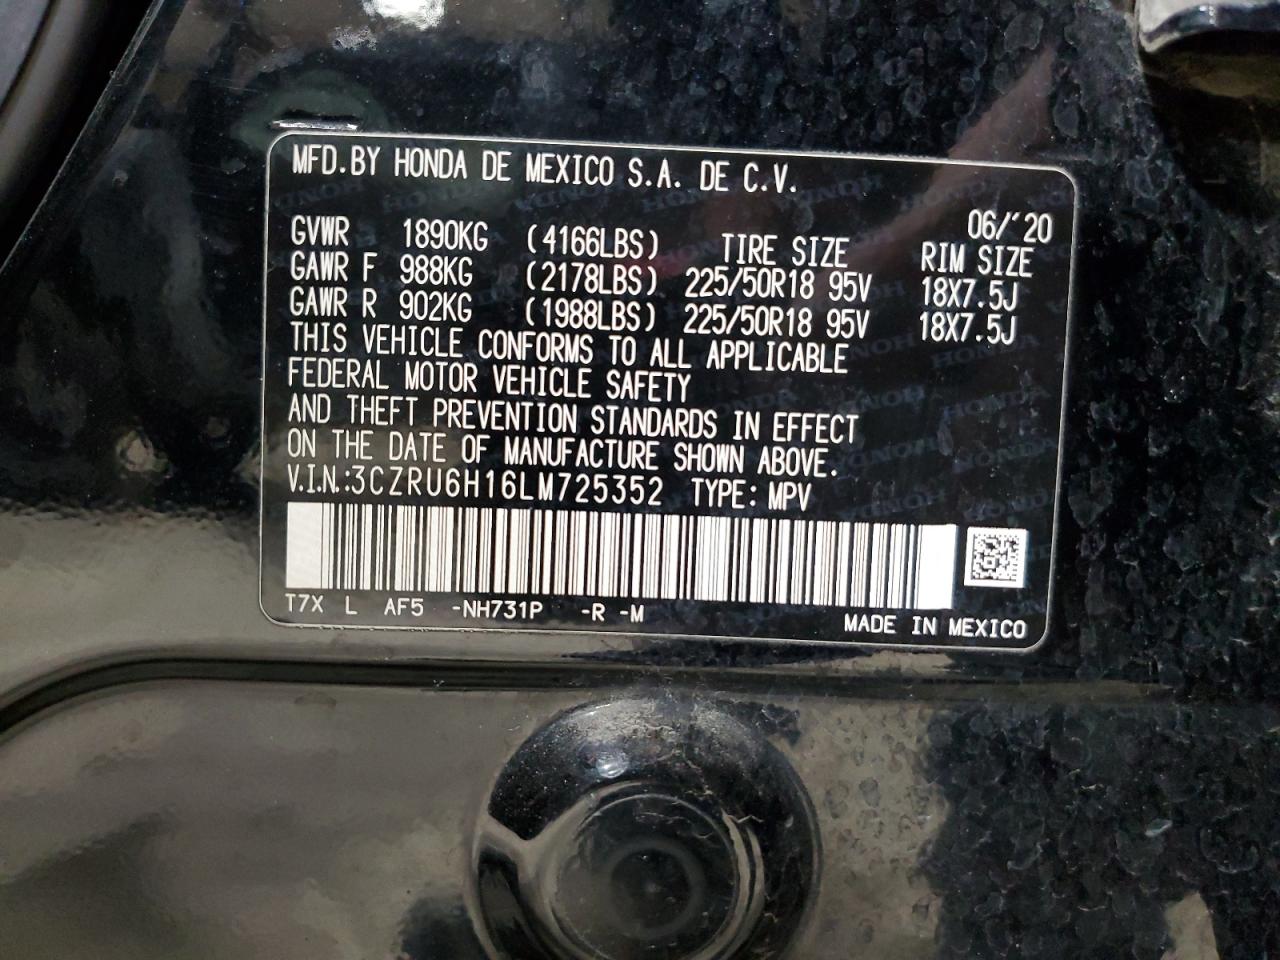 MFD.BY HONDA DE MEXICO S.A. DE C.V.
06/'20
GVWR 1890KG (4166LBS) TIRE SIZE RIM SIZE
GAWR F 988KG (2178LBS) 225/50R18 95V 18X7.5J
GAWR R 902KG (1988LBS) 225/50R18 95V 18X7.5J
THIS VEHICLE CONFORMS TO ALL APPLICABLE
FEDERAL MOTOR VEHICLE SAFETY
AND THEFT PREVENTION STANDARDS IN EFFECT
ON THE DATE OF MANUFACTURE SHOWN ABOVE.
V.I.N.:3CZRU6H16LM725352 TYPE: MPV
T7X L AF5 -NH731P -R -M
MADE IN MEXICO